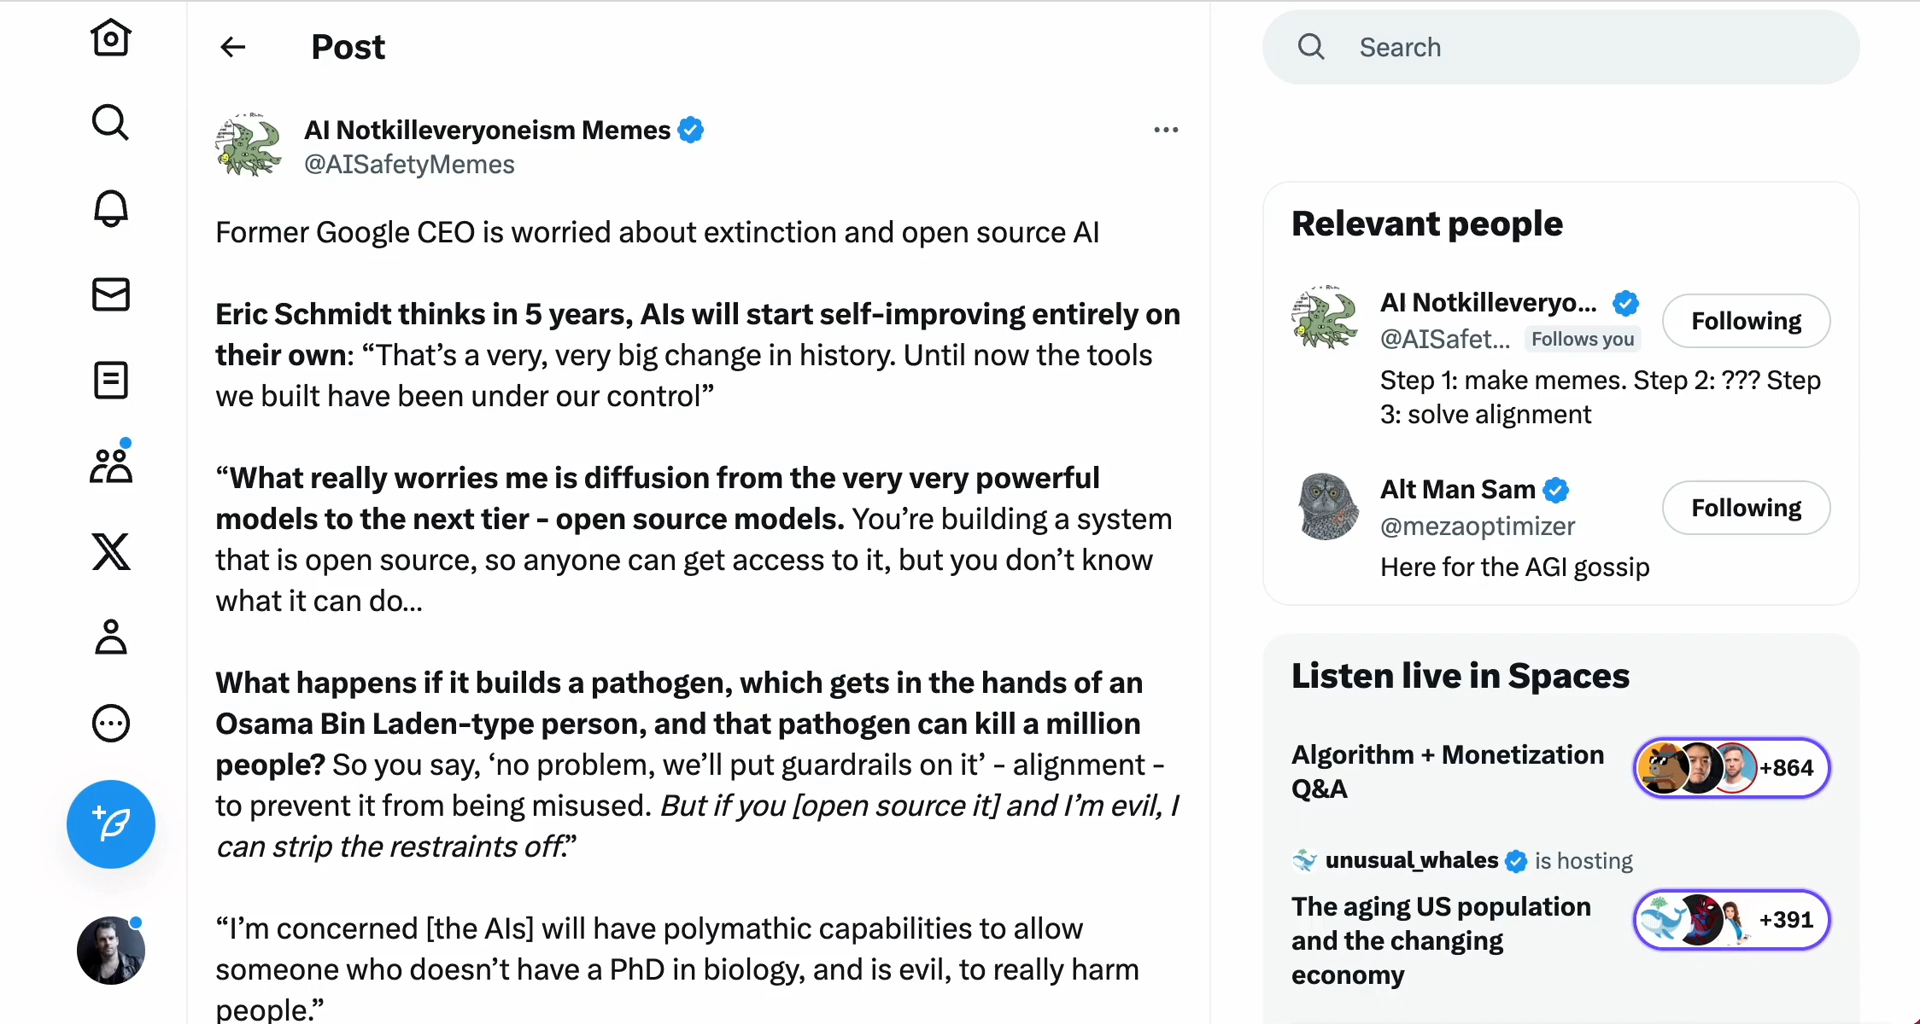 Post
AI Notkilleveryoneism Memes
@AISafetyMemes
Former Google CEO is worried about extinction and open source AI
Eric Schmidt thinks in 5 years, AIs will start self-improving entirely on
their own: “That’s a very, very big change in history. Until now the tools
we built have been under our control”
“What really worries me is diffusion from the very very powerful
models to the next tier - open source models. You’re building a system
that is open source, so anyone can get access to it, but you don’t know
what it can do...
What happens if it builds a pathogen, which gets in the hands of an
Osama Bin Laden-type person, and that pathogen can kill a million
people? So you say, ‘no problem, we’ll put guardrails on it’ - alignment -
to prevent it from being misused. But if you [open source it] and I’m evil, I
can strip the restraints off.”
“I’m concerned [the AIs] will have polymathic capabilities to allow
someone who doesn’t have a PhD in biology, and is evil, to really harm
people.”
Search
Relevant people
AI Notkilleveryo...
@AISafet... Follows you
Following
Step 1: make memes. Step 2: ??? Step
3: solve alignment
Alt Man Sam
@mezaoptimizer
Following
Here for the AGI gossip
Listen live in Spaces
Algorithm + Monetization
Q&A
+864
unusual_whales is hosting
The aging US population
and the changing
economy
+391